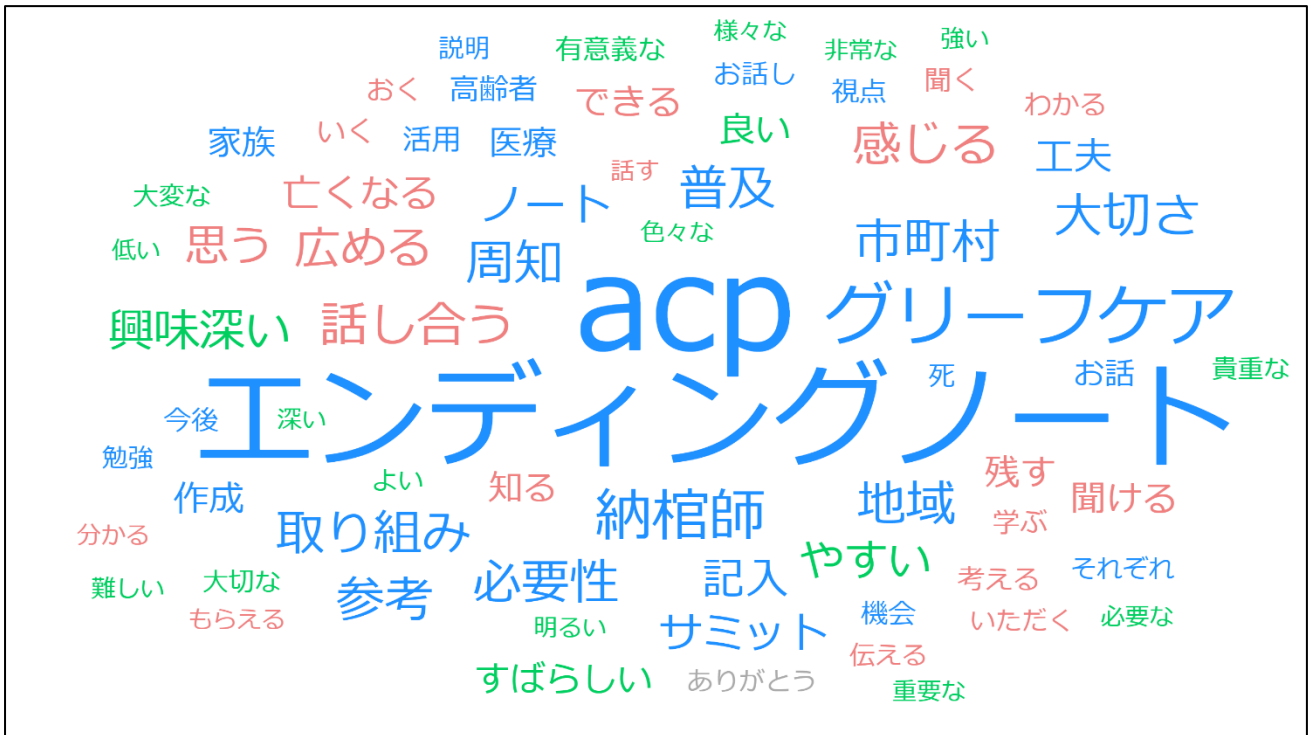 説明
有意義な
様々な
非常な
強い
おく
高齢者
できる
お話し
視点
聞く
わかる
家族
いく
活用
医療
良い
感じる
工夫
大変な
亡くなる
ノート
話す
普及
大切さ
低い
思う
広める
周知
色々な
市町村
興味深い
話し合う
acp
グリーフケア
エンディングノート
死
お話
貴重な
今後
深い
勉強
作成
よい
知る
納棺師
地域
残す
聞ける
分かる
取り組み
学ぶ
難しい
大切な
もらえる
参考
必要性
記入
やすい
考える
それぞれ
明るい
サミット
機会
いただく
必要な
すばらしい
ありがとう
伝える
重要な